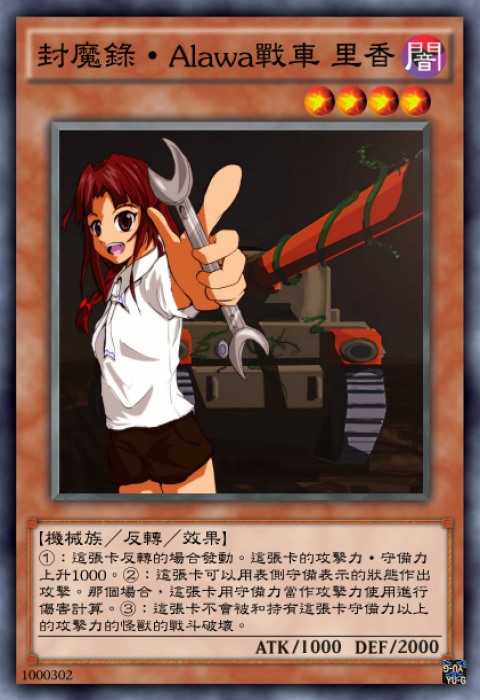 封魔錄・Alawa戰車 里香 闇
[機械族／反轉／效果]
①：這張卡反轉的場合發動。這張卡的攻擊力・守備力
上升1000。②：這張卡可以用表側守備表示的狀態作出
攻擊。那個場合，這張卡用守備力當作攻擊力使用進行
傷害計算。③：這張卡不會被和持有這張卡守備力以上
的攻擊力的怪獸的戰斗破壞。
ATK/1000 DEF/2000
1000302